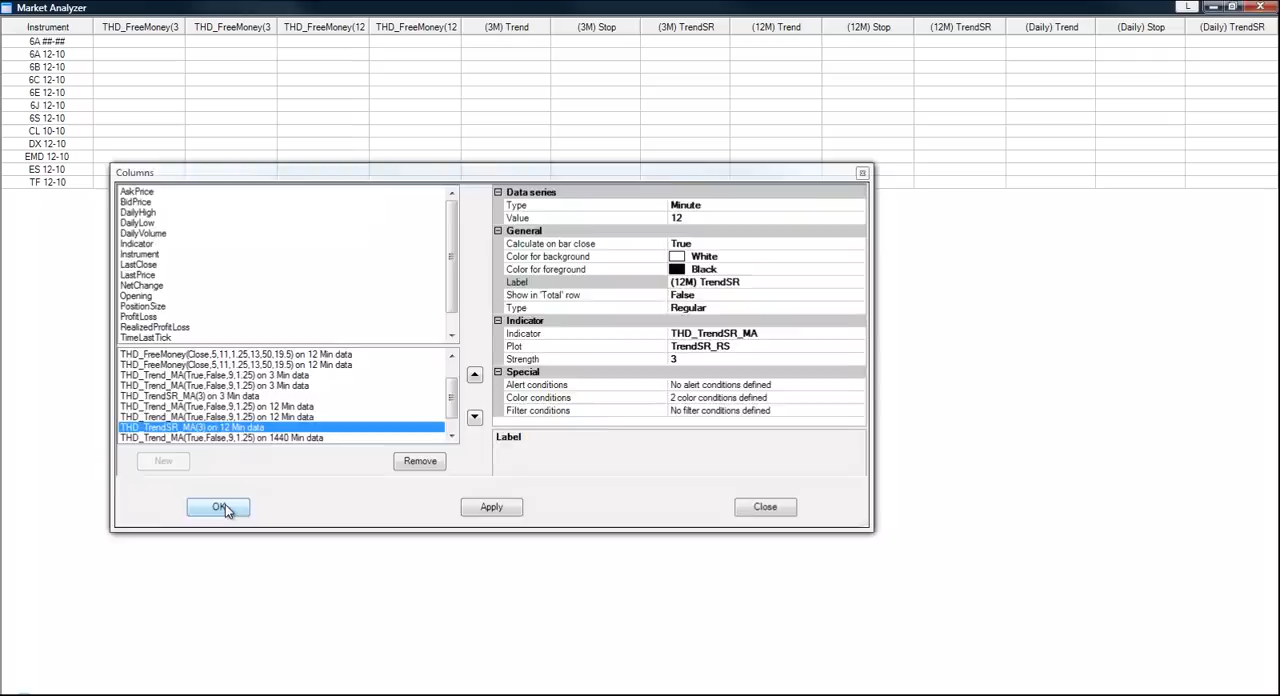 Market Analyzer
L
Instrument THD_FreeMoney(3 THD_FreeMoney(3 THD_FreeMoney(12 THD_FreeMoney(12 (3M) Trend (3M) Stop (3M) TrendSR (12M) Trend (12M) Stop (12M) TrendSR (Daily) Trend (Daily) Stop (Daily) TrendSR
6A ##-##
6A 12-10
6B 12-10
6C 12-10
6E 12-10
6J 12-10
6S 12-10
CL 10-10
DX 12-10
EMD 12-10
ES 12-10
TF 12-10
Columns
AskPrice
BidPrice
DailyHigh
DailyLow
DailyVolume
Indicator
Instrument
LastClose
LastPrice
NetChange
Opening
PositionSize
ProfitLoss
RealizedProfitLoss
TimeLastTick
THD_FreeMoney(Close,5,11,1.25,13,50,19.5) on 12 Min data
THD_FreeMoney(Close,5,11,1.25,13,50,19.5) on 12 Min data
THD_Trend_MA(True,False,9,1.25) on 3 Min data
THD_Trend_MA(True,False,9,1.25) on 3 Min data
THD_TrendSR_MA(3) on 3 Min data
THD_Trend_MA(True,False,9,1.25) on 12 Min data
THD_Trend_MA(True,False,9,1.25) on 12 Min data
THD_TrendSR_MA(3) on 12 Min data
THD_Trend_MA(True,False,9,1.25) on 1440 Min data
New Remove
Data series
Type Minute
Value 12
General
Calculate on bar close True
Color for background White
Color for foreground Black
Label (12M) TrendSR
Show in 'Total' row False
Type Regular
Indicator
Indicator THD_TrendSR_MA
Plot TrendSR_RS
Strength 3
Special
Alert conditions No alert conditions defined
Color conditions 2 color conditions defined
Filter conditions No filter conditions defined
Label
OK Apply Close